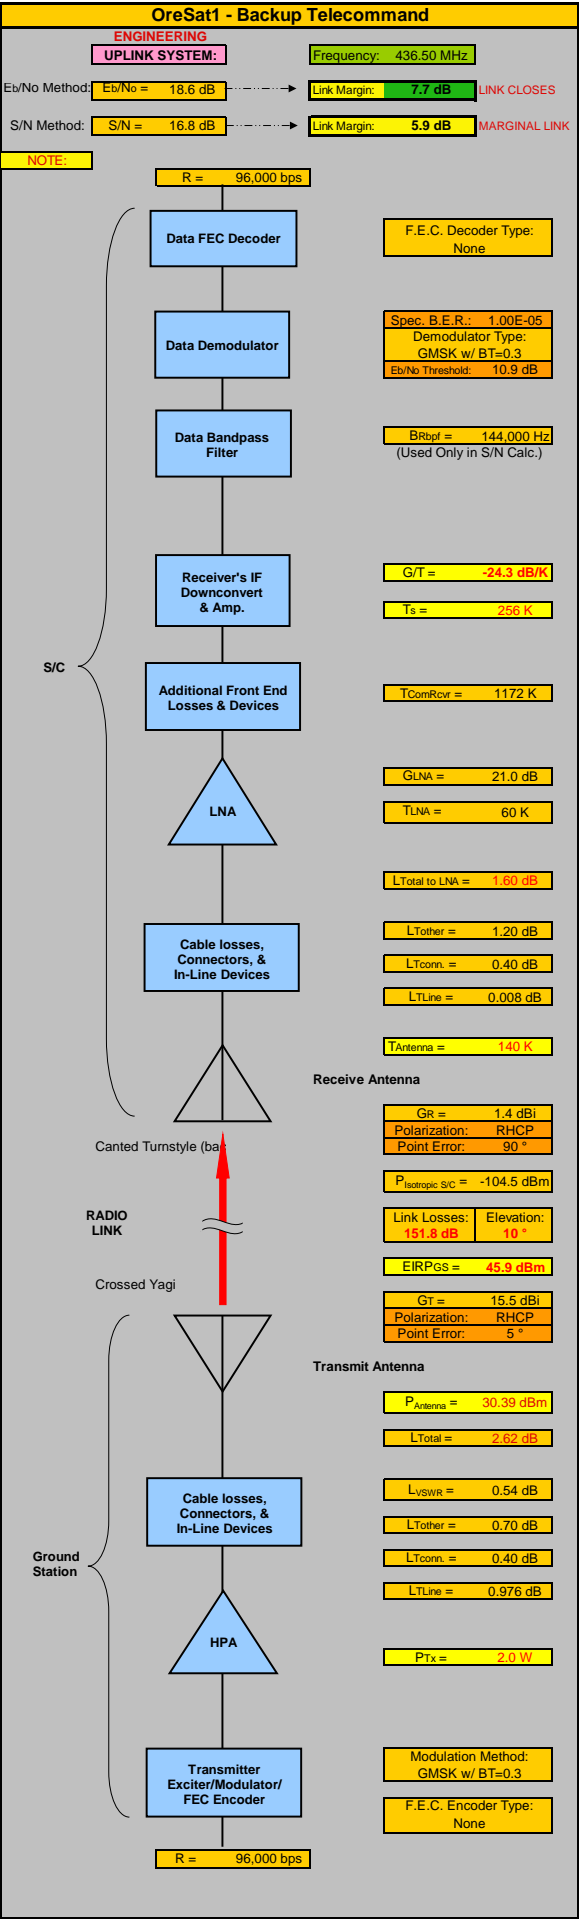 OreSat1 - Backup Telecommand
ENGINEERING
UPLINK SYSTEM: Frequency: 436.50 MHz
Eb/No Method: Eb/No = 18.6 dB Link Margin: 7.7 dB LINK CLOSES
S/N Method: S/N = 16.8 dB Link Margin: 5.9 dB MARGINAL LINK
NOTE:
R = 96,000 bps
Data FEC Decoder
F.E.C. Decoder Type:
None
Data Demodulator
Spec. B.E.R.: 1.00E-05
Demodulator Type:
GMSK w/ BT=0.3
Eb/No Threshold: 10.9 dB
Data Bandpass
Filter
BRbpf = 144,000 Hz
(Used Only in S/N Calc.)
Receiver's IF
Downconvert
& Amp.
G/T = -24.3 dB/K
Ts = 256 K
S/C
Additional Front End
Losses & Devices
TComRcvr = 1172 K
LNA
GLNA = 21.0 dB
TLNA = 60 K
LTotal to LNA = 1.60 dB
Cable losses,
Connectors, &
In-Line Devices
LTother = 1.20 dB
LTconn. = 0.40 dB
LTLine = 0.008 dB
TAntenna = 140 K
Receive Antenna
GR = 1.4 dBi
Polarization: RHCP
Point Error: 90 °
Canted Turnstyle (bac
PIsotropic S/C = -104.5 dBm
RADIO
LINK
Link Losses: Elevation:
151.8 dB 10 °
EIRPGS = 45.9 dBm
Crossed Yagi
GT = 15.5 dBi
Polarization: RHCP
Point Error: 5 °
Transmit Antenna
PAntenna = 30.39 dBm
LTotal = 2.62 dB
Cable losses,
Connectors, &
In-Line Devices
LVSWR = 0.54 dB
LTother = 0.70 dB
LTconn. = 0.40 dB
LTLine = 0.976 dB
Ground
Station
HPA
PTx = 2.0 W
Transmitter
Exciter/Modulator/
FEC Encoder
Modulation Method:
GMSK w/ BT=0.3
F.E.C. Encoder Type:
None
R = 96,000 bps